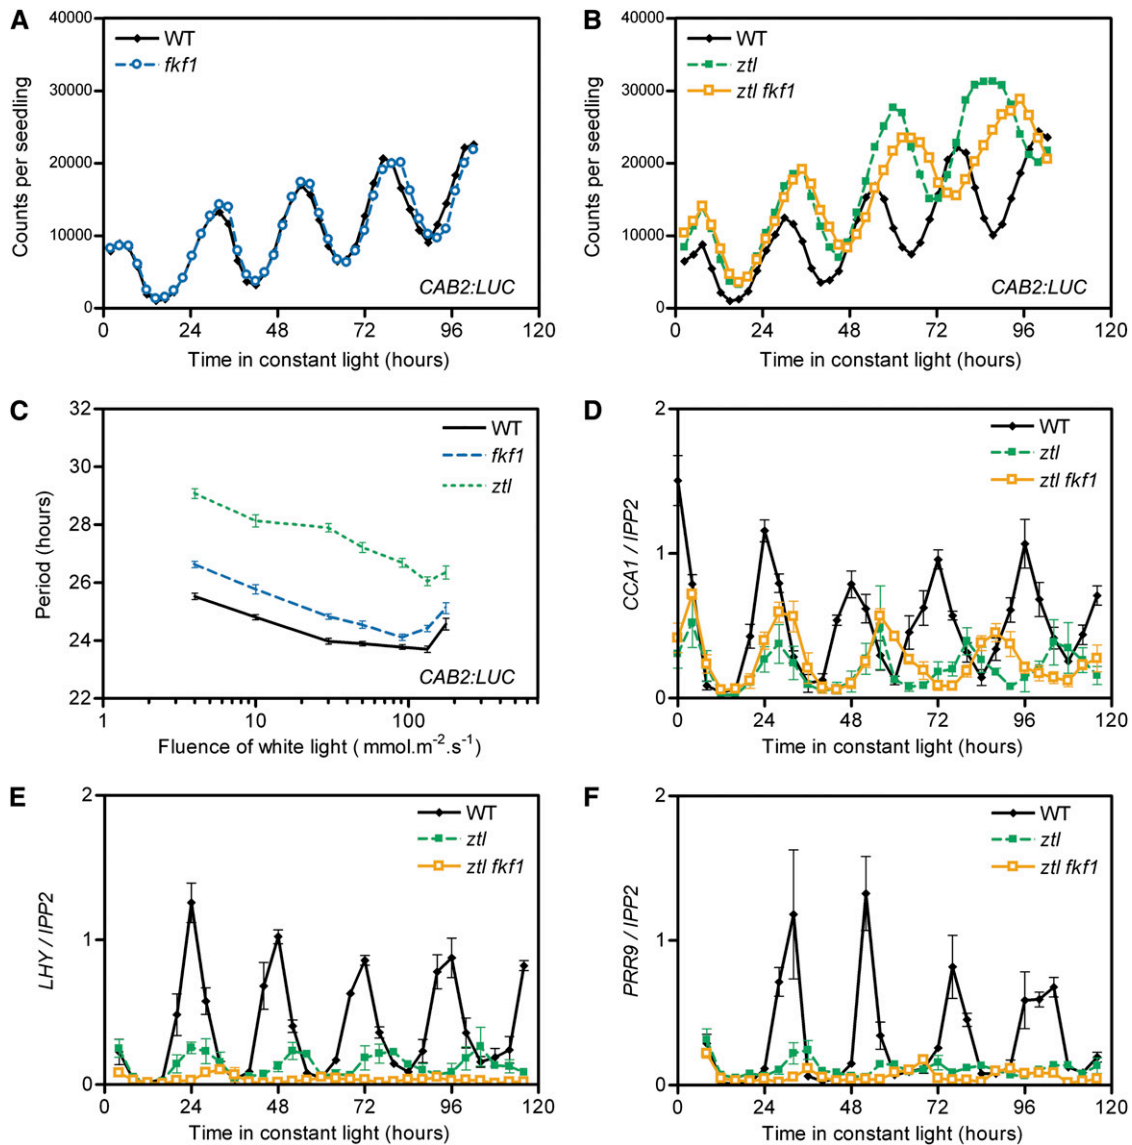 A
B
40000
30000
20000
10000
0
Counts per seedling
WT
fkf1
CAB2:LUC
0 24 48 72 96 120
Time in constant light (hours)
40000
30000
20000
10000
0
Counts per seedling
WT
ztl
ztl fkf1
CAB2:LUC
0 24 48 72 96 120
Time in constant light (hours)
C
D
32
30
28
26
24
22
Period (hours)
WT
fkf1
ztl
CAB2:LUC
1 10 100
Fluence of white light ( mmol.m-2.s-1)
2
1
0
CCA1 / IPP2
WT
ztl
ztl fkf1
0 24 48 72 96 120
Time in constant light (hours)
E
F
2
1
0
LHY / IPP2
WT
ztl
ztl fkf1
0 24 48 72 96 120
Time in constant light (hours)
2
1
0
PRR9 / IPP2
WT
ztl
ztl fkf1
0 24 48 72 96 120
Time in constant light (hours)